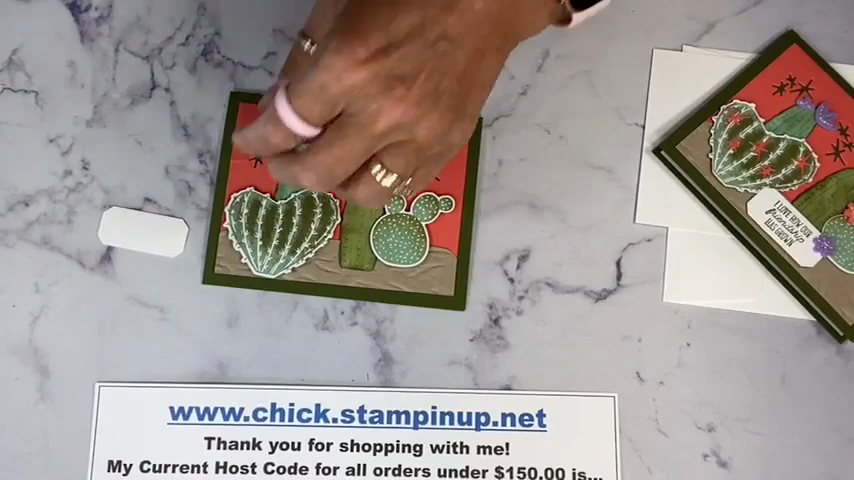 I LOVE HOW OUR
friendship
HAS GROWN
www.chick.stampinup.net
Thank you for shopping with me!
My Current Host Code for all orders under $150.00 is...